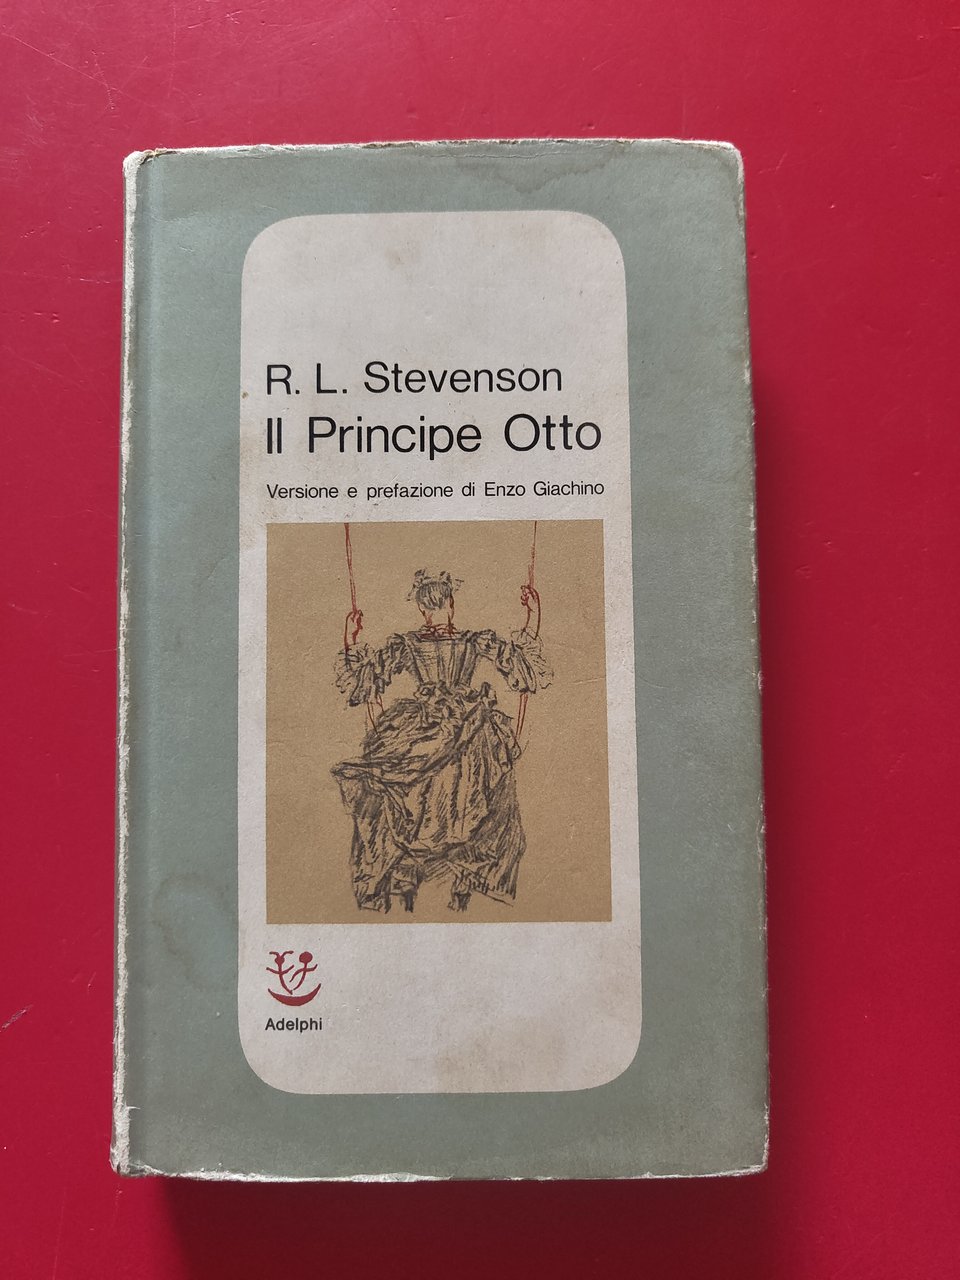 R. L. Stevenson
Il Principe Otto
Versione e prefazione di Enzo Giachino
Adelphi